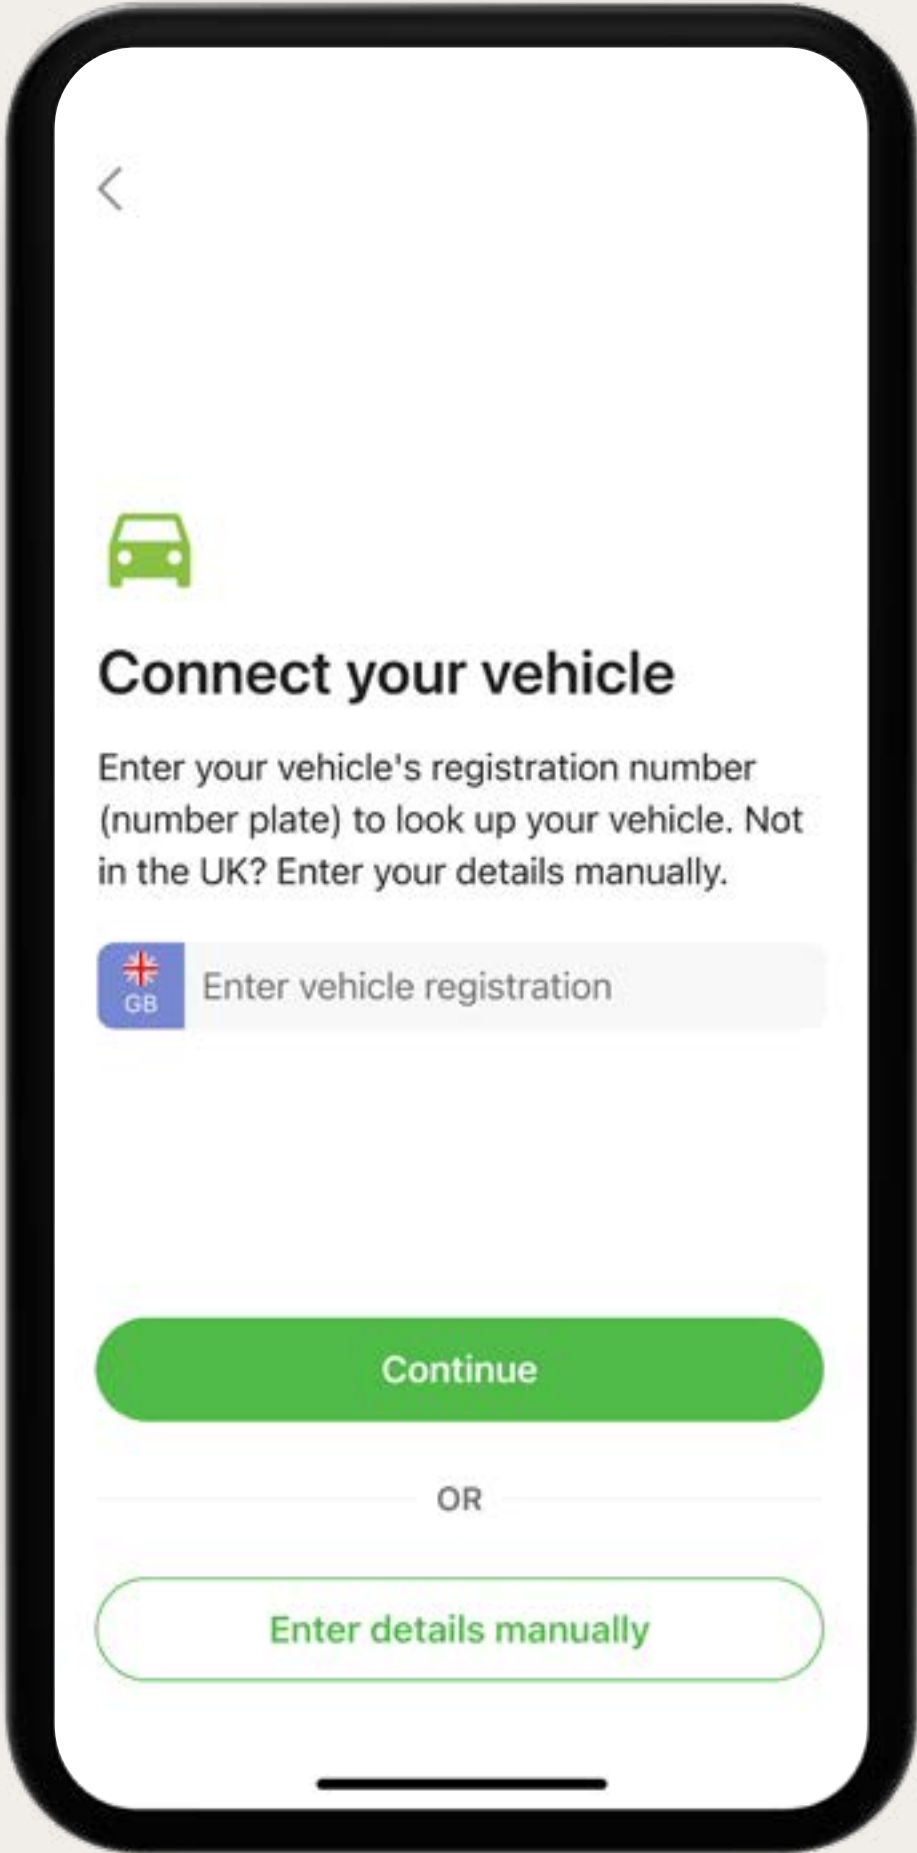 Connect your vehicle
Enter your vehicle's registration number
(number plate) to look up your vehicle. Not
in the UK? Enter your details manually.
GB
Enter vehicle registration
Continue
OR
Enter details manually